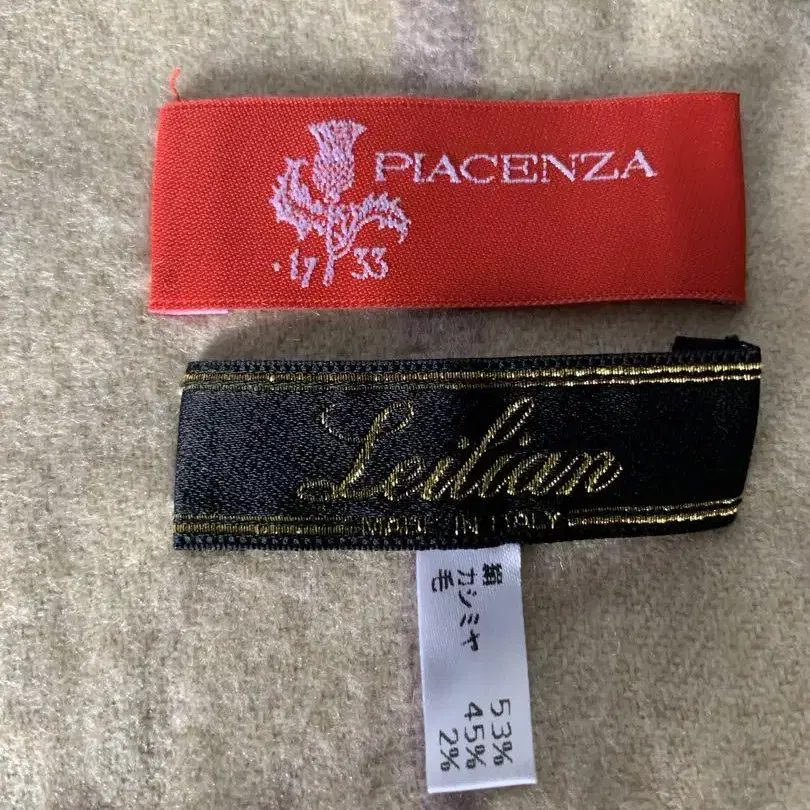 PIACENZA
·17 33
Leilian
MADE IN ITALY
絹 53%
カシミヤ 45%
毛 2%